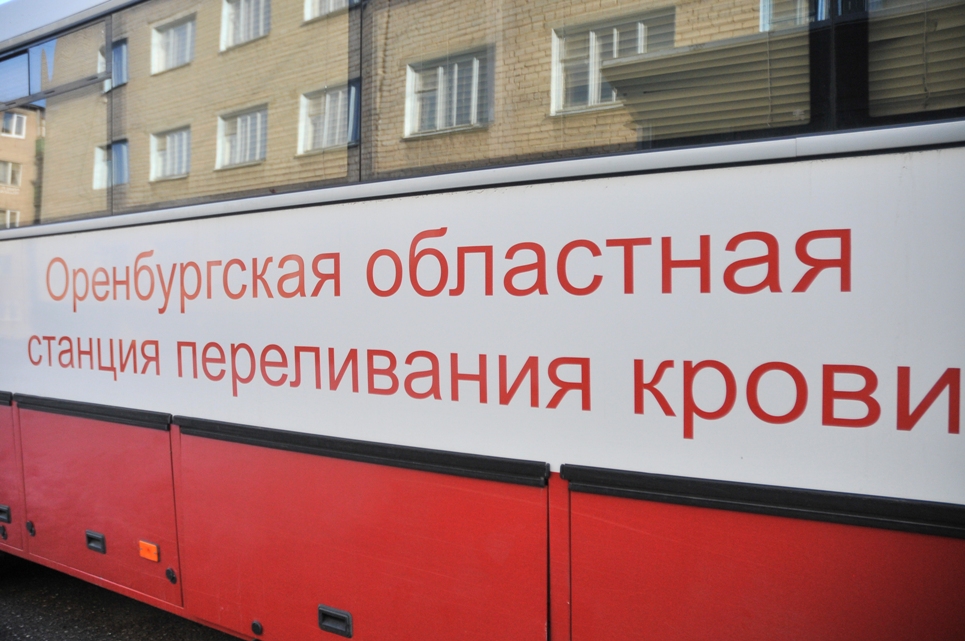 Оренбургская областная
станция переливания крови